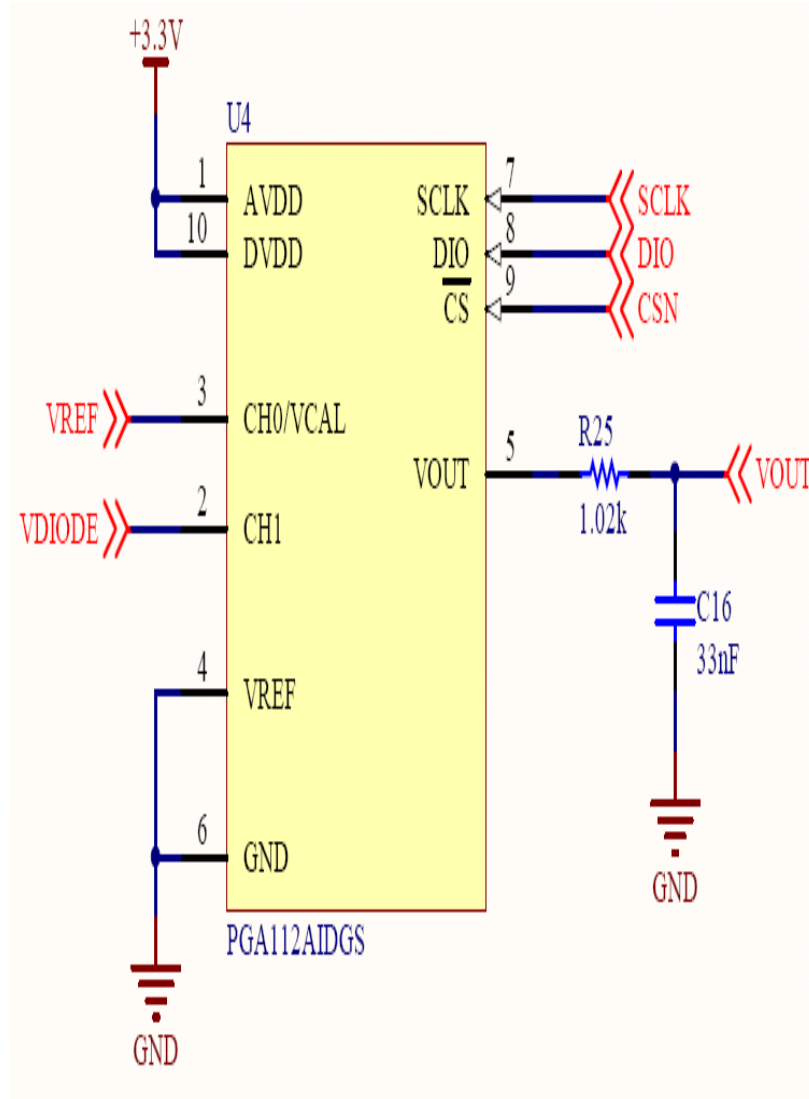 +3.3V
U4
1
AVDD
10
DVDD
SCLK
7
SCLK
DIO
8
DIO
CS
9
CSN
VREF
3
CH0/VCAL
VOUT
5
R25
1.02k
VOUT
VDIODE
2
CH1
C16
33nF
4
VREF
6
GND
GND
PGA112AIDGS
GND